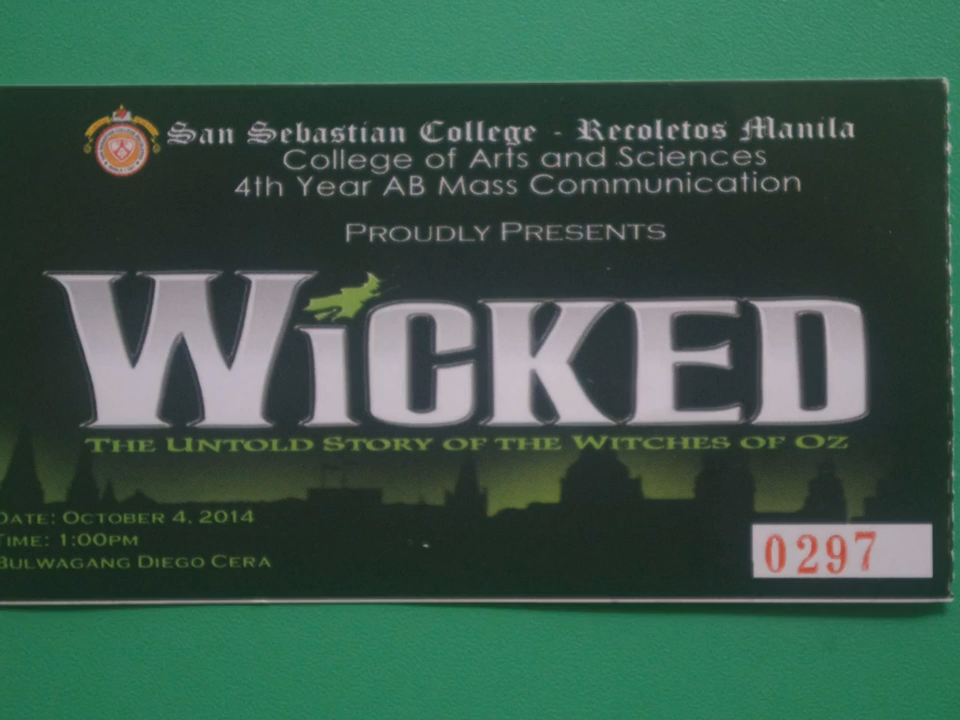 San Sebastian College - Recoletos Manila
College of Arts and Sciences
4th Year AB Mass Communication
PROUDLY PRESENTS
WiCKED
THE UNTOLD STORY OF THE WITCHES OF OZ
DATE: OCTOBER 4, 2014
TIME: 1:00PM
BULWAGANG DIEGO CERA
0297